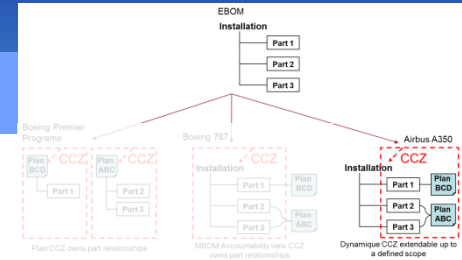 EBOM
Installation
Part 1
Part 2
Part 3
Boeing Premier
Programs
CCZ
Plan
BCD
Part 1
Plan
ABC
Part 2
Part 3
Plan CCZ owns part relationships
Boeing 787
CCZ
Installation
Part 1
Part 2
Part 3
Plan
BCD
Plan
ABC
MBOM Accountability view CCZ
owns part relationships
Airbus A350
CCZ
Installation
Part 1
Part 2
Part 3
Plan
BCD
Plan
ABC
Dynamique CCZ extendable up to
a defined scope